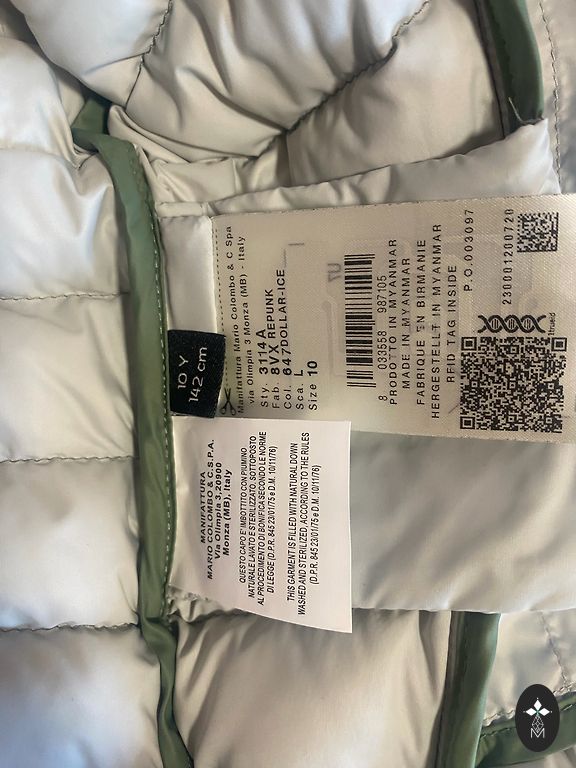 10 Y
142 cm
Manifattura Mario Colombo & C Spa
via Olimpia 3 Monza (MB) - Italy
Sty. 3114A
Fab. 8VX REPUNK
Col. 647DOLLAR-ICE
Sca. L
Size 10
8 033558 987105
PRODOTTO IN MYANMAR
MADE IN MYANMAR
FABRIQUE EN BIRMANIE
HERGESTELLT IN MYANMAR
RFID TAG INSIDE
P.O.003097
230001200720
1trueid
MANIFATTURA
MARIO COLOMBO & C.S.P.A.
Via Olimpia 3,20900
Monza (MB), Italy
QUESTO CAPO E' IMBOTTITO CON PIUMINO
NATURALE LAVATO E STERILIZZATO, SOTTOPOSTO
AL PROCEDIMENTO DI BONIFICA SECONDO LE NORME
DI LEGGE (D.P.R. 845 23/01/75 e D.M. 10/11/76)
THIS GARMENT IS FILLED WITH NATURAL DOWN
WASHED AND STERILIZED, ACCORDING TO THE RULES
(D.P.R. 845 23/01/75 e D.M. 10/11/76)
M